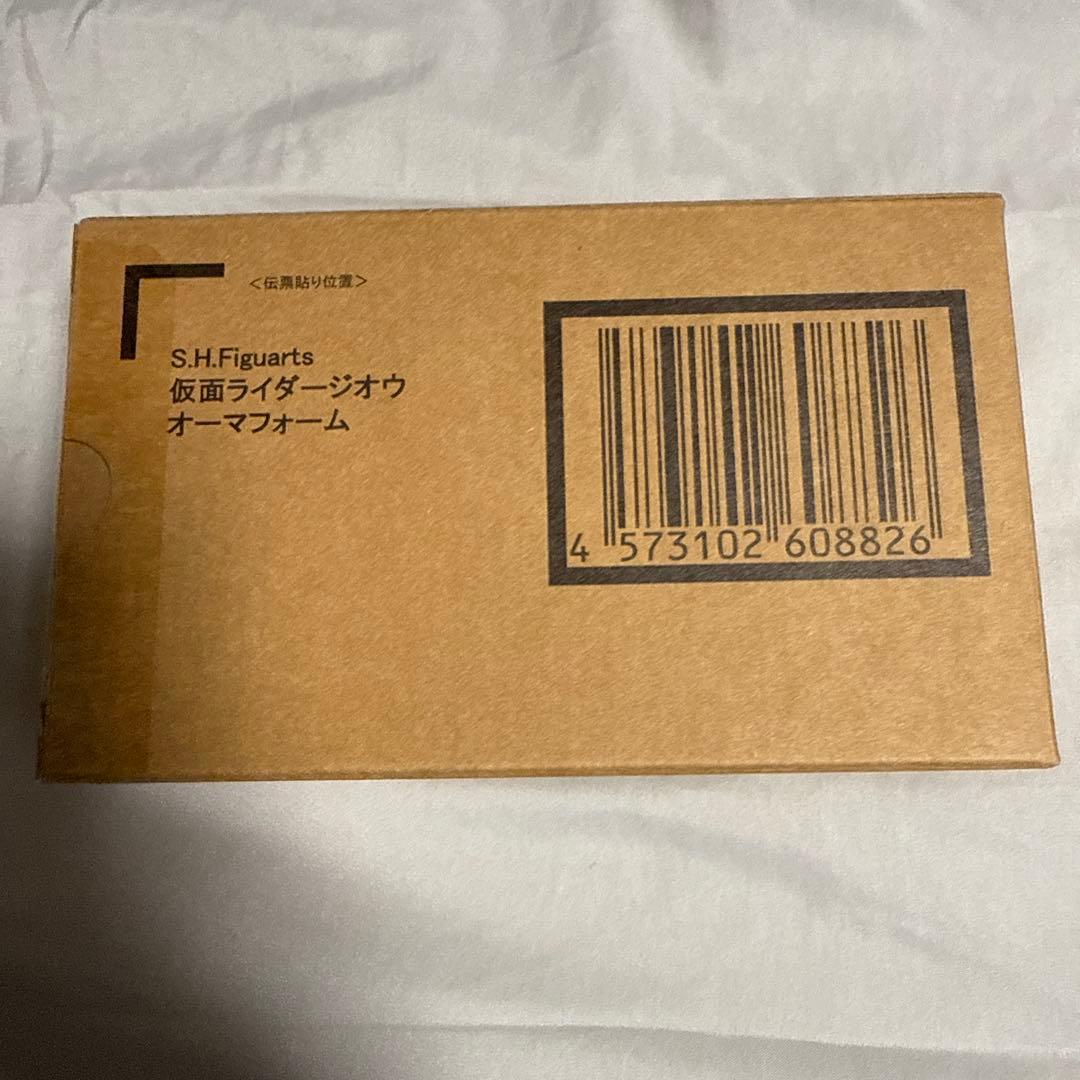 <伝票貼り位置>
S.H.Figuarts
仮面ライダージオウ
オーマフォーム
4 573102 608826